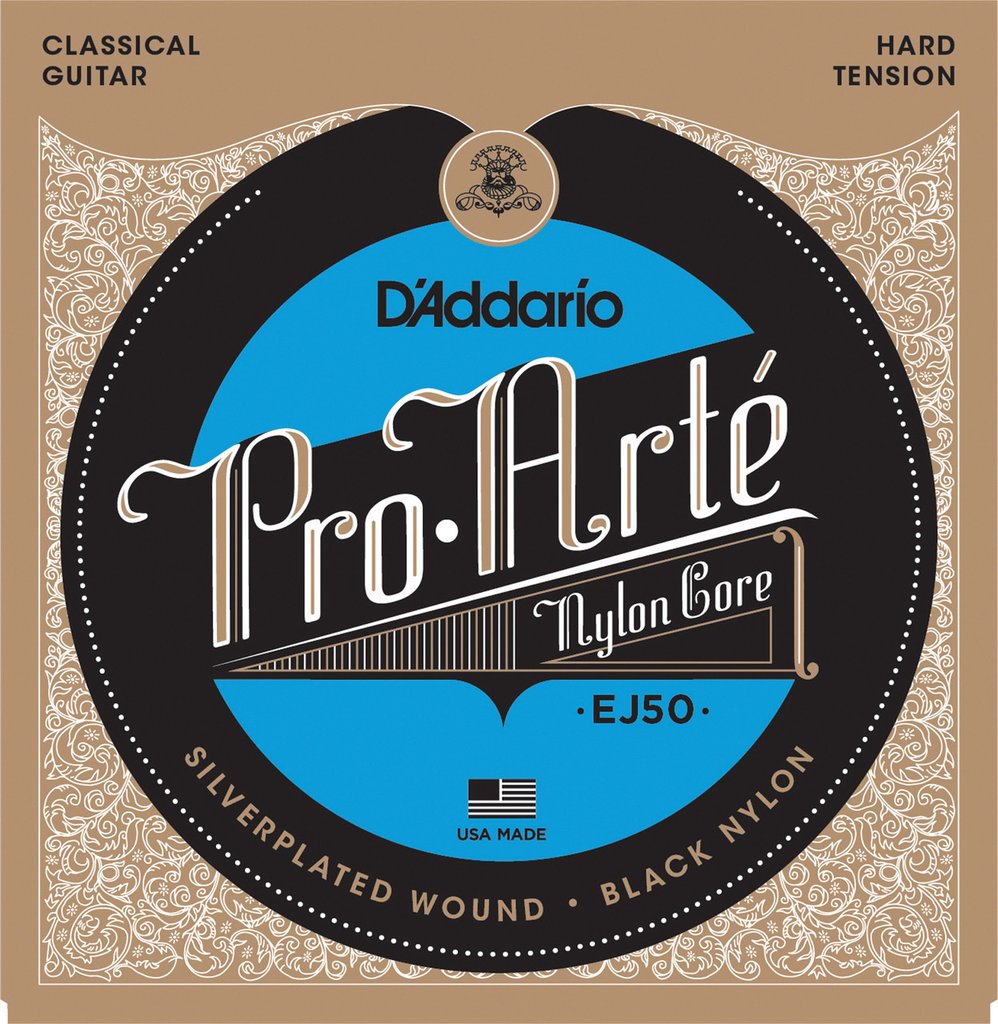 CLASSICAL
GUITAR
HARD
TENSION
D'Addario
Pro·Arté
Nylon Core
·EJ50·
USA MADE
SILVERPLATED WOUND • BLACK NYLON